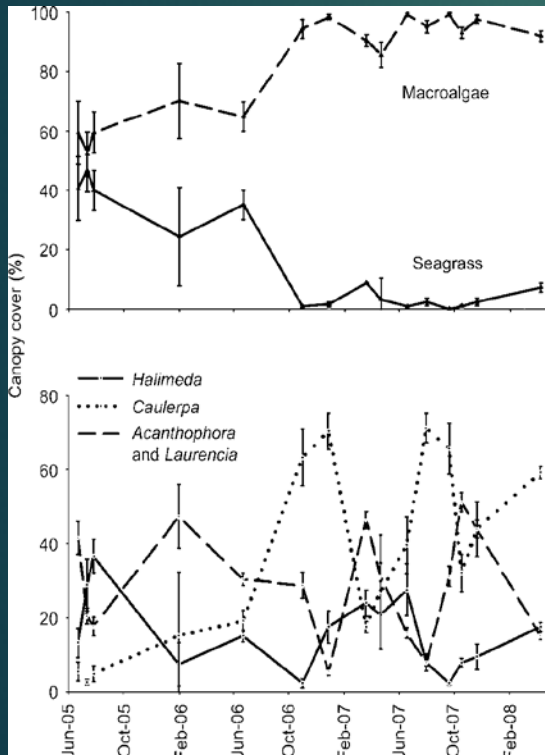 Canopy cover (%)
100
80
60
40
20
0
Macroalgae
Seagrass
Halimeda
Caulerpa
Acanthophora
and Laurencia
80
60
40
20
0
Jun-05
Oct-05
Feb-06
Jun-06
Oct-06
Feb-07
Jun-07
Oct-07
Feb-08